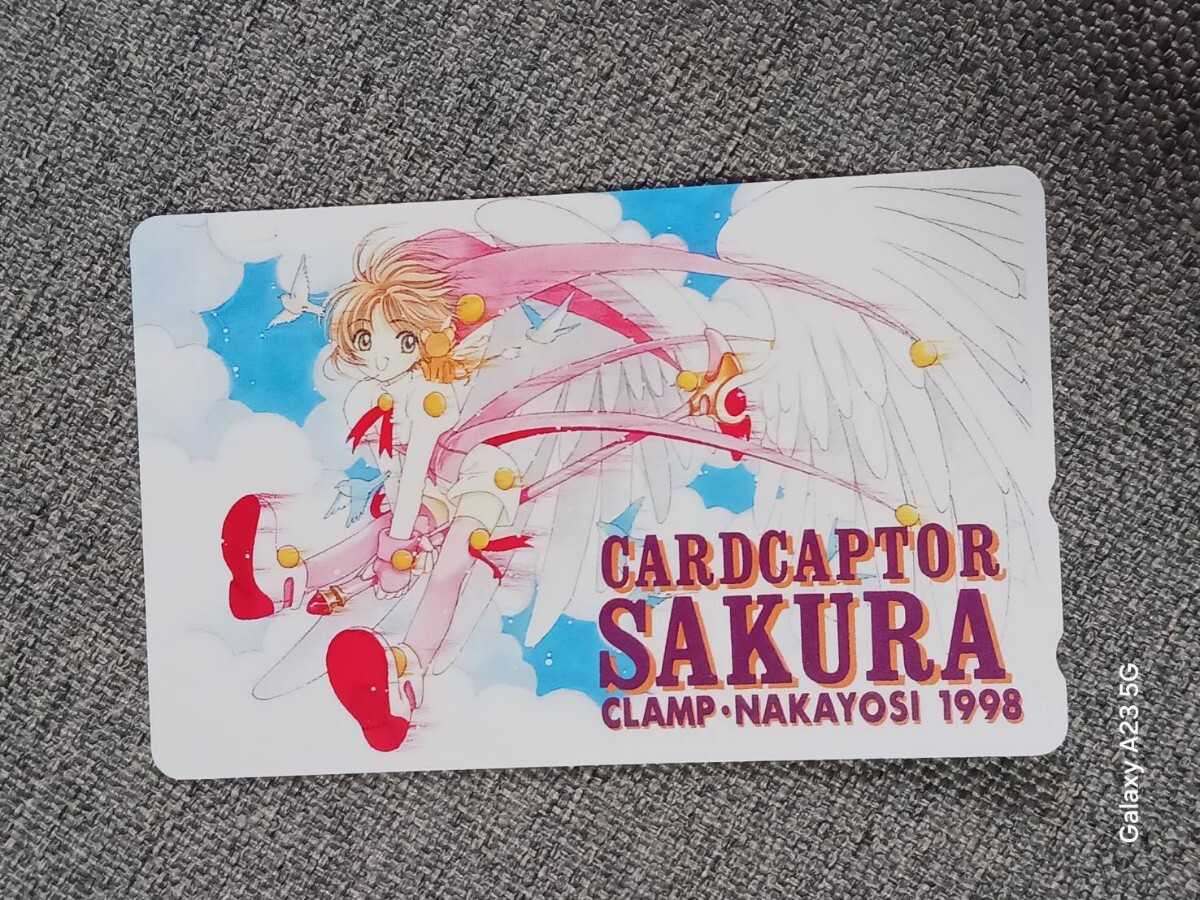 CARDCAPTOR
SAKURA
CLAMP・NAKAYOSI 1998
Galaxy A23 5G